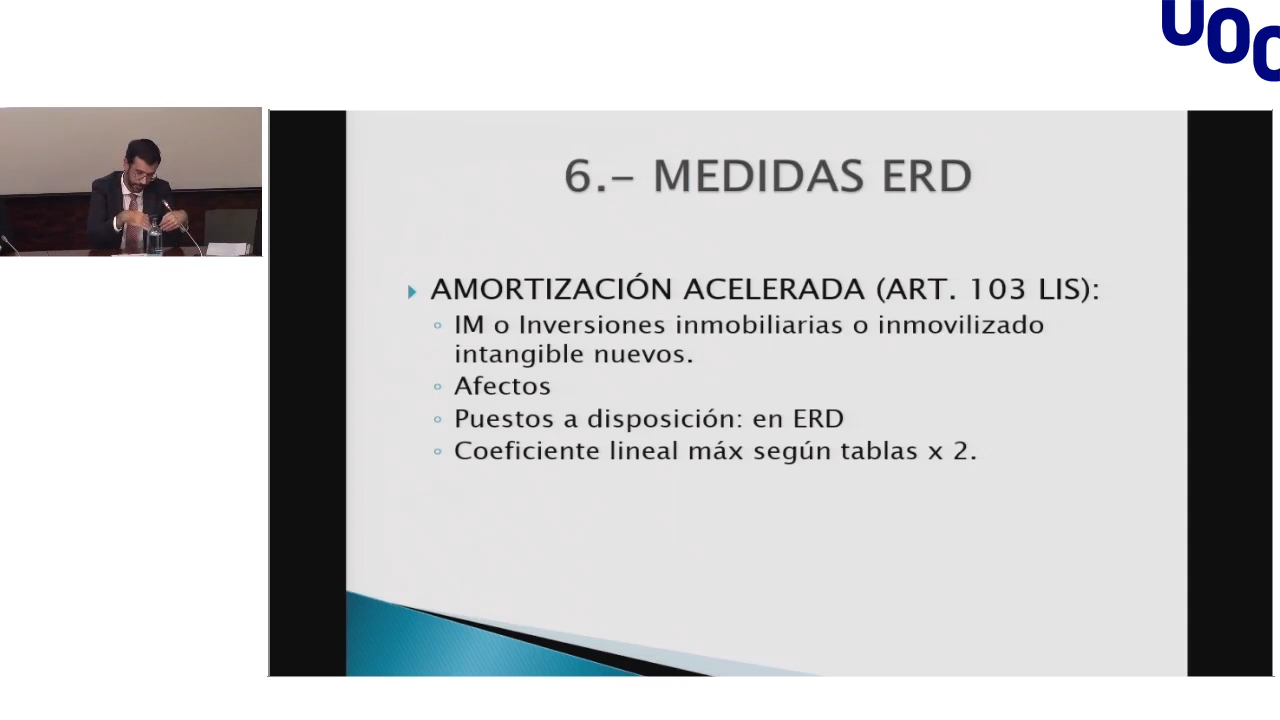 UOC
6.- MEDIDAS ERD
AMORTIZACIÓN ACELERADA (ART. 103 LIS):
IM o Inversiones inmobiliarias o inmovilizado
intangible nuevos.
Afectos
Puestos a disposición: en ERD
Coeficiente lineal máx según tablas x 2.